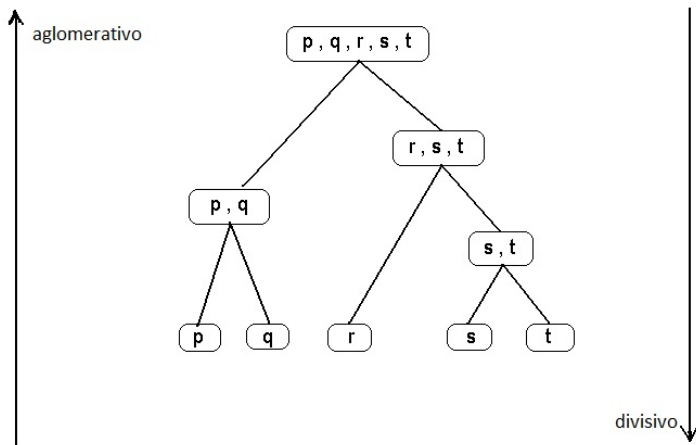 aglomerativo
p , q , r , s , t
r , s , t
p , q
s , t
p
q
r
s
t
divisivo